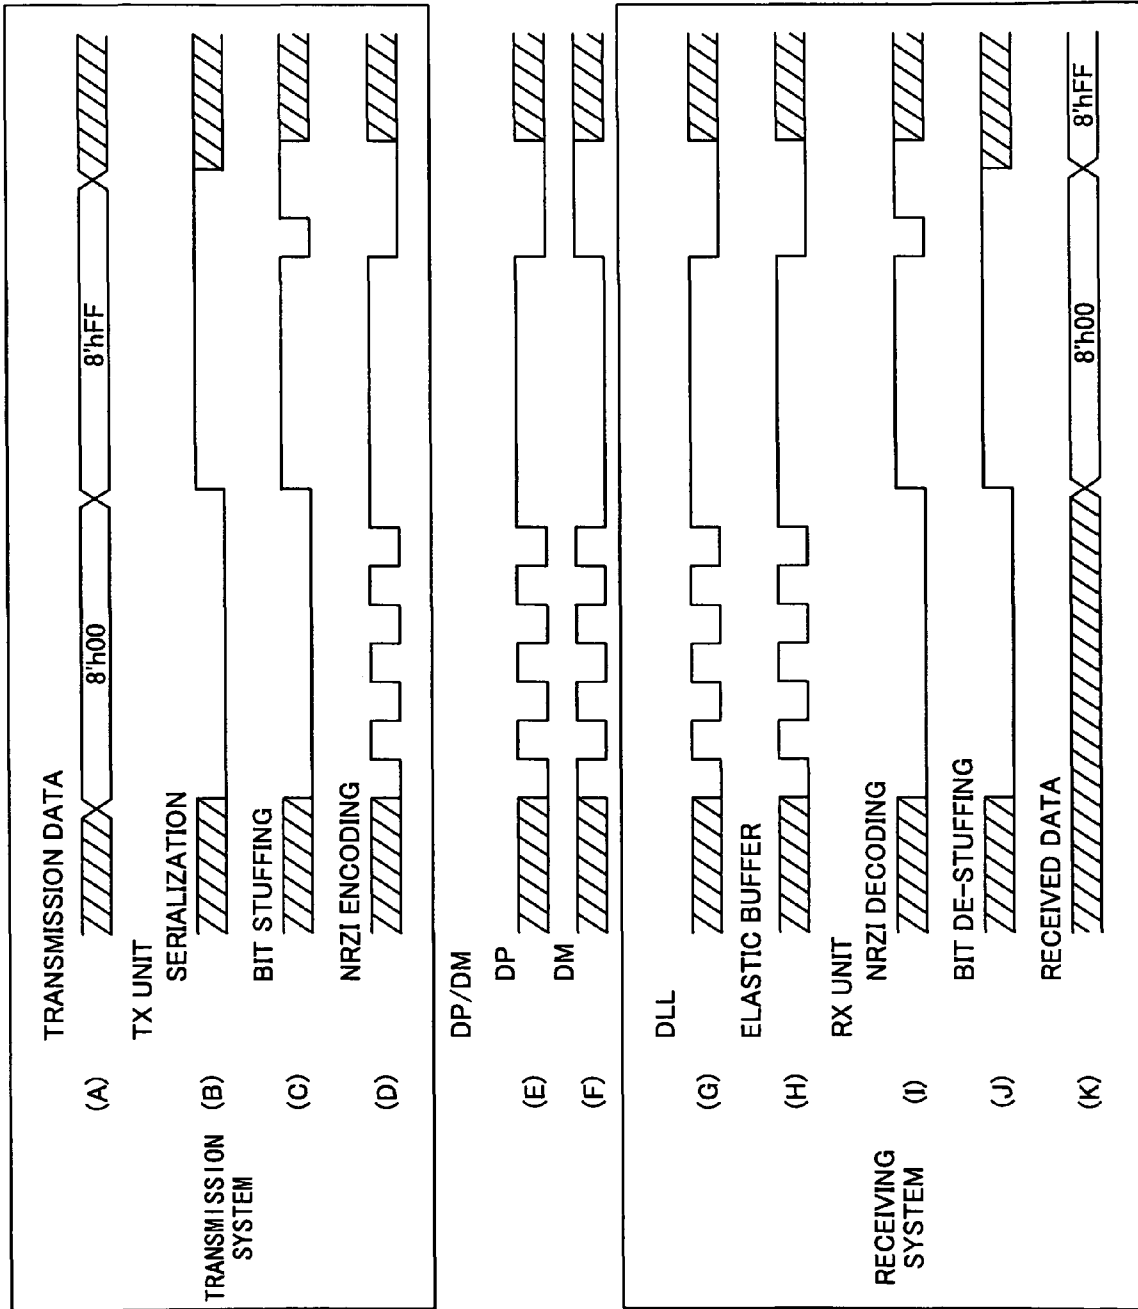 TRANSMISSION
SYSTEM
(A)
TRANSMISSION DATA
8'h00
8'hFF
TX UNIT
(B)
SERIALIZATION
(C)
BIT STUFFING
(D)
NRZI ENCODING
DP/DM
(E)
DP
(F)
DM
RECEIVING
SYSTEM
(G)
DLL
(H)
ELASTIC BUFFER
RX UNIT
(I)
NRZI DECODING
(J)
BIT DE-STUFFING
(K)
RECEIVED DATA
8'h00
8'hFF